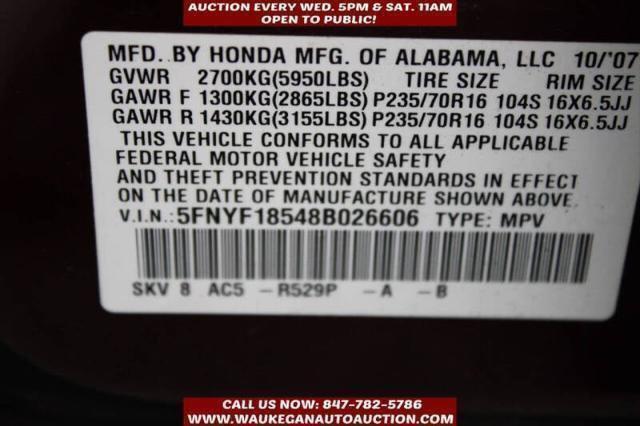 AUCTION EVERY WED. 5PM & SAT. 11AM
OPEN TO PUBLIC!
MFD. BY HONDA MFG. OF ALABAMA, LLC 10/'07
GVWR 2700KG(5950LBS) TIRE SIZE RIM SIZE
GAWR F 1300KG(2865LBS) P235/70R16 104S 16X6.5JJ
GAWR R 1430KG(3155LBS) P235/70R16 104S 16X6.5JJ
THIS VEHICLE CONFORMS TO ALL APPLICABLE
FEDERAL MOTOR VEHICLE SAFETY
AND THEFT PREVENTION STANDARDS IN EFFECT
ON THE DATE OF MANUFACTURE SHOWN ABOVE.
V.I.N.: 5FNYF18548B026606 TYPE: MPV
SKV 8 AC5 - R529P - A - B
CALL US NOW: 847-782-5786
WWW.WAUKEGANAUTOAUCTION.COM